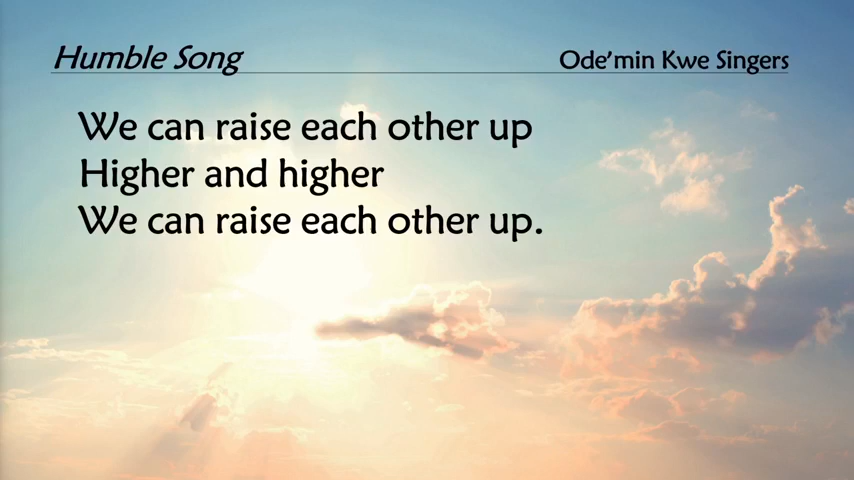 Humble Song
Ode'min Kwe Singers
We can raise each other up
Higher and higher
We can raise each other up.